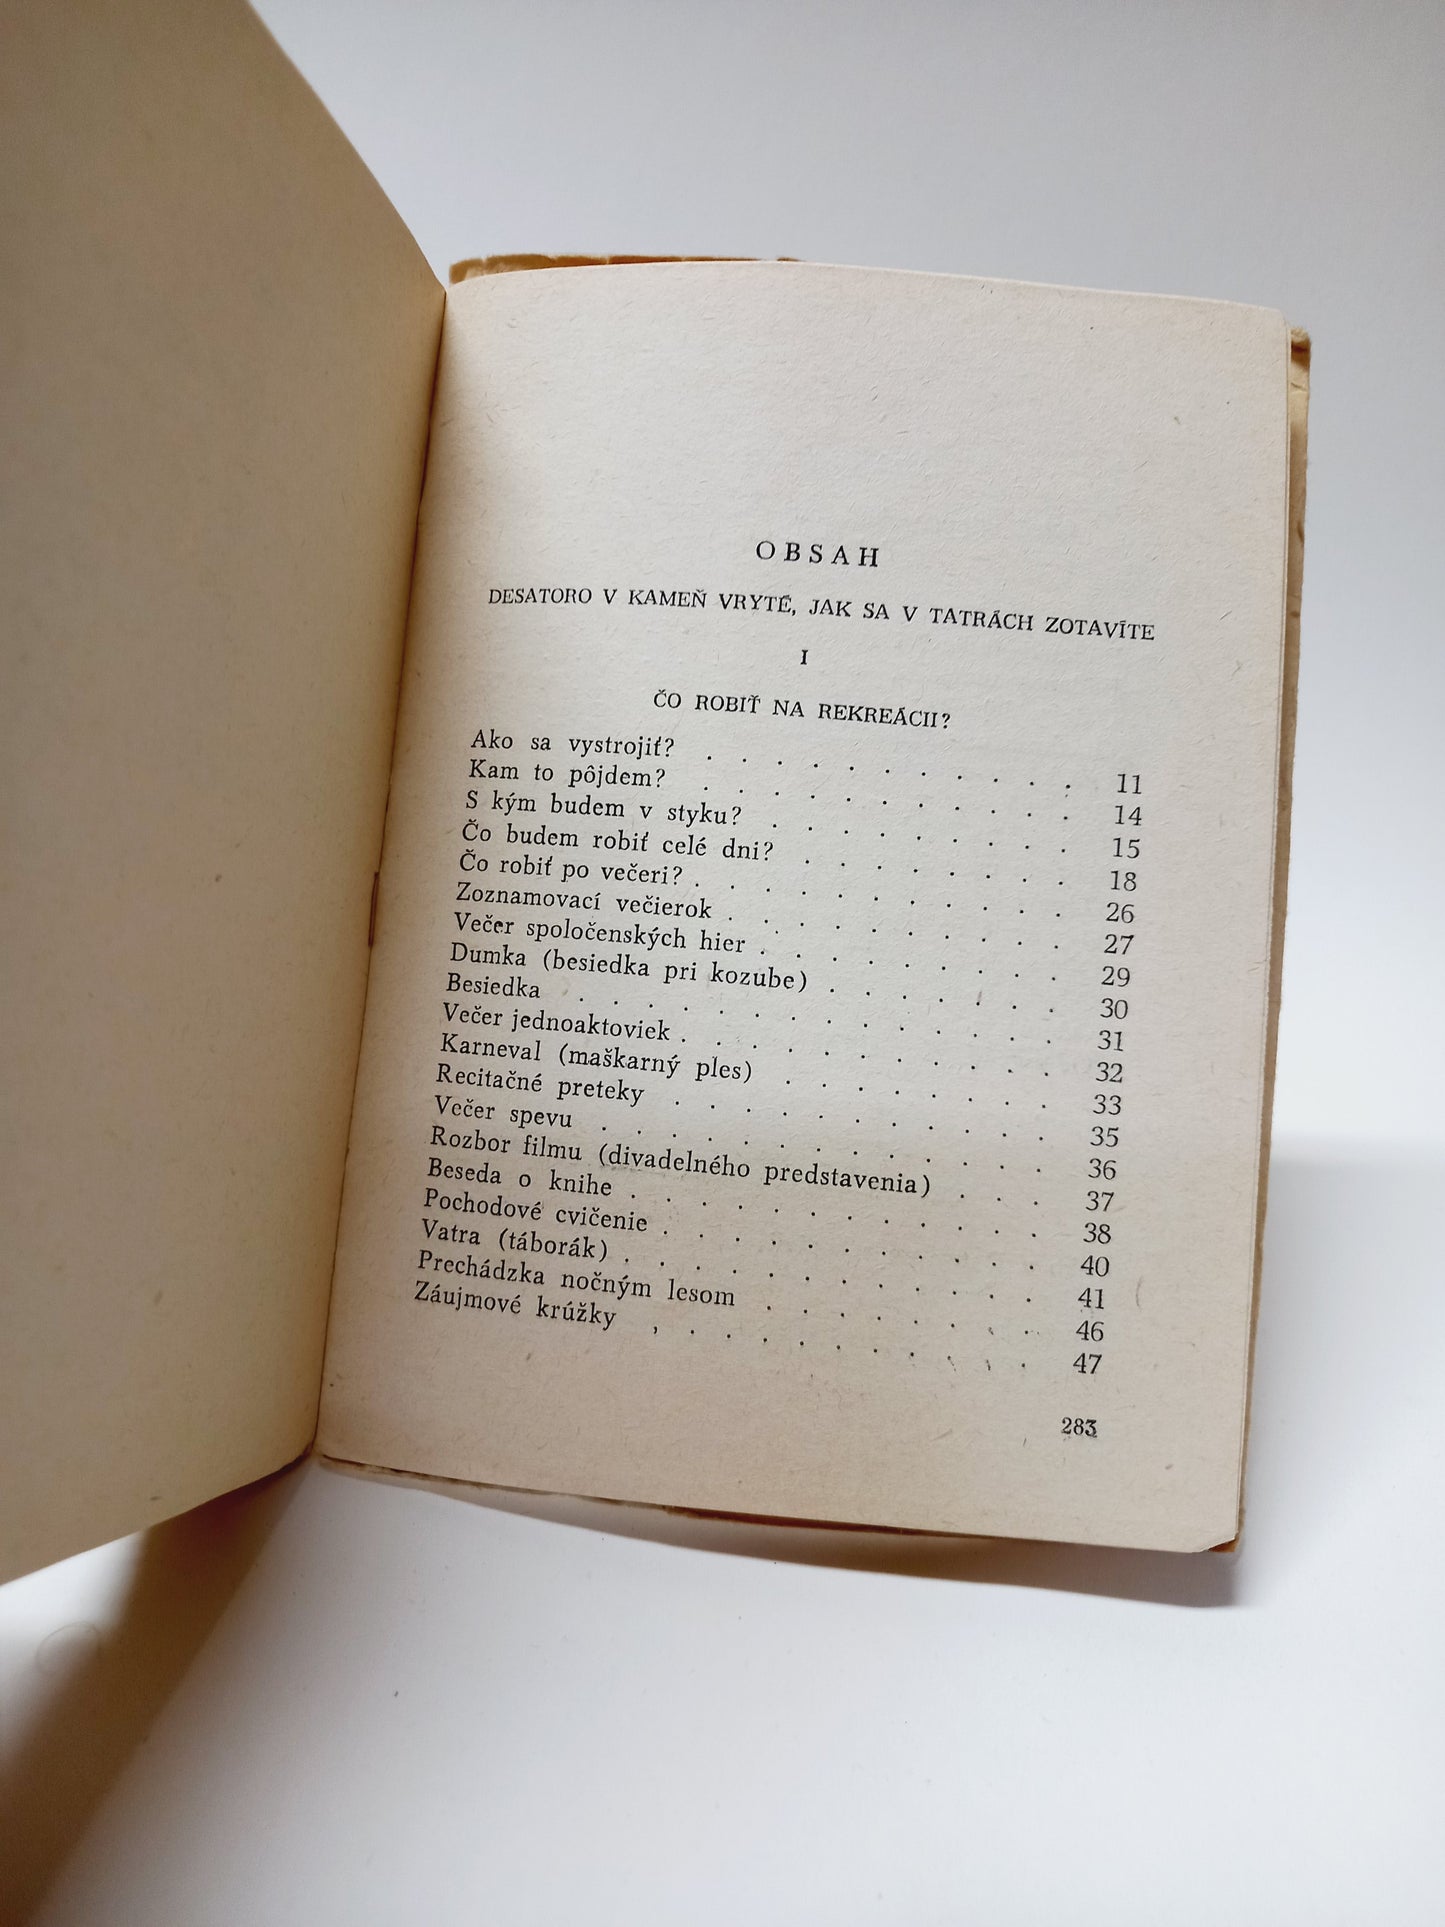 OBSAH
DESATORO V KAMEŇ VRYTÉ, JAK SA V TATRÁCH ZOTAVÍTE
I
ČO ROBIŤ NA REKREÁCII?
Ako sa vystrojiť? . . . . . . . . . . . 11
Kam to pôjdem? . . . . . . . . . . . 14
S kým budem v styku? . . . . . . . . . 15
Čo budem robiť celé dni? . . . . . . . . 18
Čo robiť po večeri? . . . . . . . . . . . 26
Zoznamovací večierok . . . . . . . . . . 27
Večer spoločenských hier . . . . . . . . . 29
Dumka (besiedka pri kozube) . . . . . . . 30
Besiedka . . . . . . . . . . . . . . 31
Večer jednoaktoviek . . . . . . . . . . . 32
Karneval (maškarný ples) . . . . . . . . 33
Recitačné preteky . . . . . . . . . . . 35
Večer spevu . . . . . . . . . . . . . 36
Rozbor filmu (divadelného predstavenia) . . . 37
Beseda o knihe . . . . . . . . . . . . 38
Pochodové cvičenie . . . . . . . . . . . 40
Vatra (táborák) . . . . . . . . . . . . 41
Prechádzka nočným lesom . . . . . . . . 46
Záujmové krúžky , . . . . . . . . . . 47
283